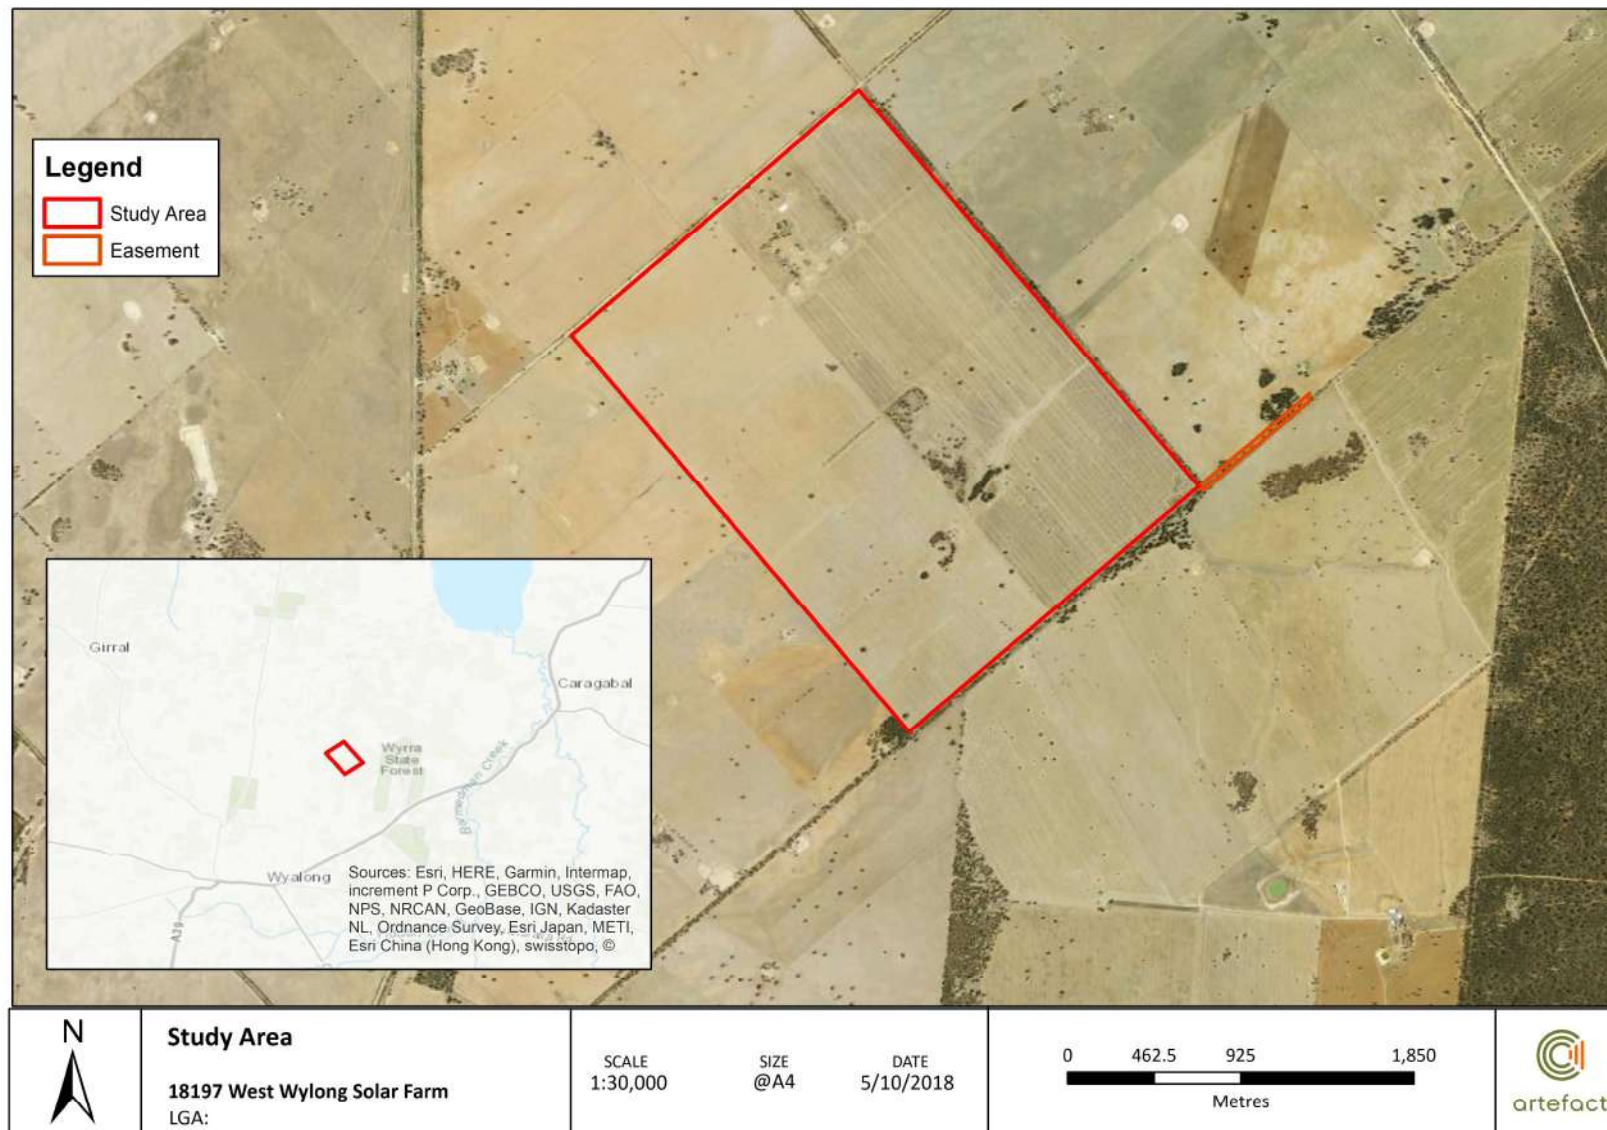 Legend
Study Area
Easement
Girral
Caragabal
Wyrra
State
Forest
Wyalong
A39
Sources: Esri, HERE, Garmin, Intermap,
increment P Corp., GEBCO, USGS, FAO,
NPS, NRCAN, GeoBase, IGN, Kadaster
NL, Ordnance Survey, Esri Japan, METI,
Esri China (Hong Kong), swisstopo, ©
N
Study Area
18197 West Wylong Solar Farm
LGA:
SCALE
1:30,000
SIZE
@A4
DATE
5/10/2018
0 462.5 925 1,850
Metres
artefact